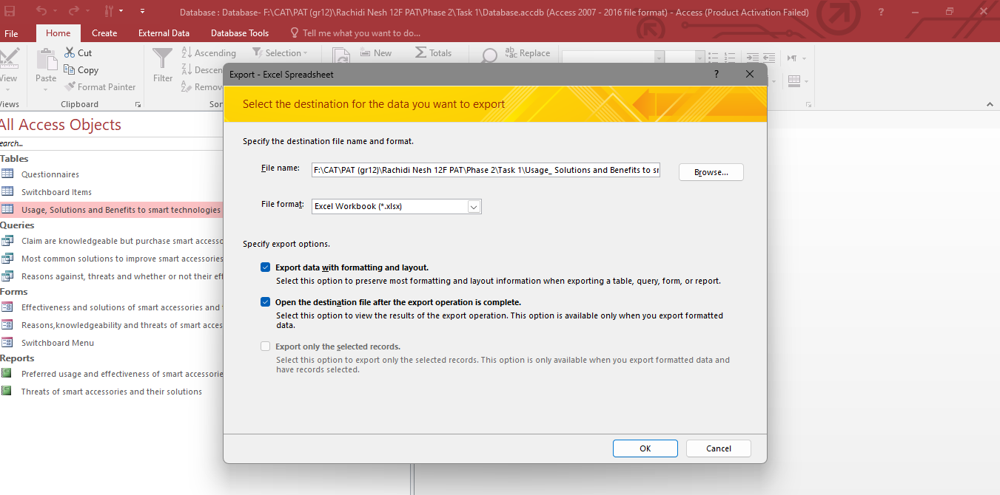 Database : Database- F:\CAT\PAT (gr12)\Rachidi Nesh 12F PAT\Phase 2\Task 1\Database.accdb (Access 2007 - 2016 file format) - Access (Product Activation Failed)
?
File Home Create External Data Database Tools Tell me what you want to do...
View
Views
Paste
Cut
Copy
Format Painter
Clipboard
Filter
Ascending
Descen
Remov
Selection
Sor
New
Totals
Replace
All Access Objects
earch...
Tables
Questionnaires
Switchboard Items
Usage, Solutions and Benefits to smart technologies
Queries
Claim are knowledgeable but purchase smart accesso
Most common solutions to improve smart accessories
Reasons against, threats and whether or not their eff
Forms
Effectiveness and solutions of smart accessories and
Reasons,knowledgeability and threats of smart acces
Switchboard Menu
Reports
Preferred usage and effectiveness of smart accessorie
Threats of smart accessories and their solutions
Export - Excel Spreadsheet
?
Select the destination for the data you want to export
Specify the destination file name and format.
File name: F:\CAT\PAT (gr12)\Rachidi Nesh 12F PAT\Phase 2\Task 1\Usage_ Solutions and Benefits to sr
Browse...
File format: Excel Workbook (*.xlsx)
Specify export options.
Export data with formatting and layout.
Select this option to preserve most formatting and layout information when exporting a table, query, form, or report.
Open the destination file after the export operation is complete.
Select this option to view the results of the export operation. This option is available only when you export formatted
data.
Export only the selected records.
Select this option to export only the selected records. This option is only available when you export formatted data and
have records selected.
OK Cancel